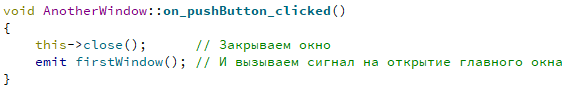 void AnotherWindow::on_pushButton_clicked()
{
    this->close();      // Закрываем окно
    emit firstWindow(); // И вызываем сигнал на открытие главного окна
}